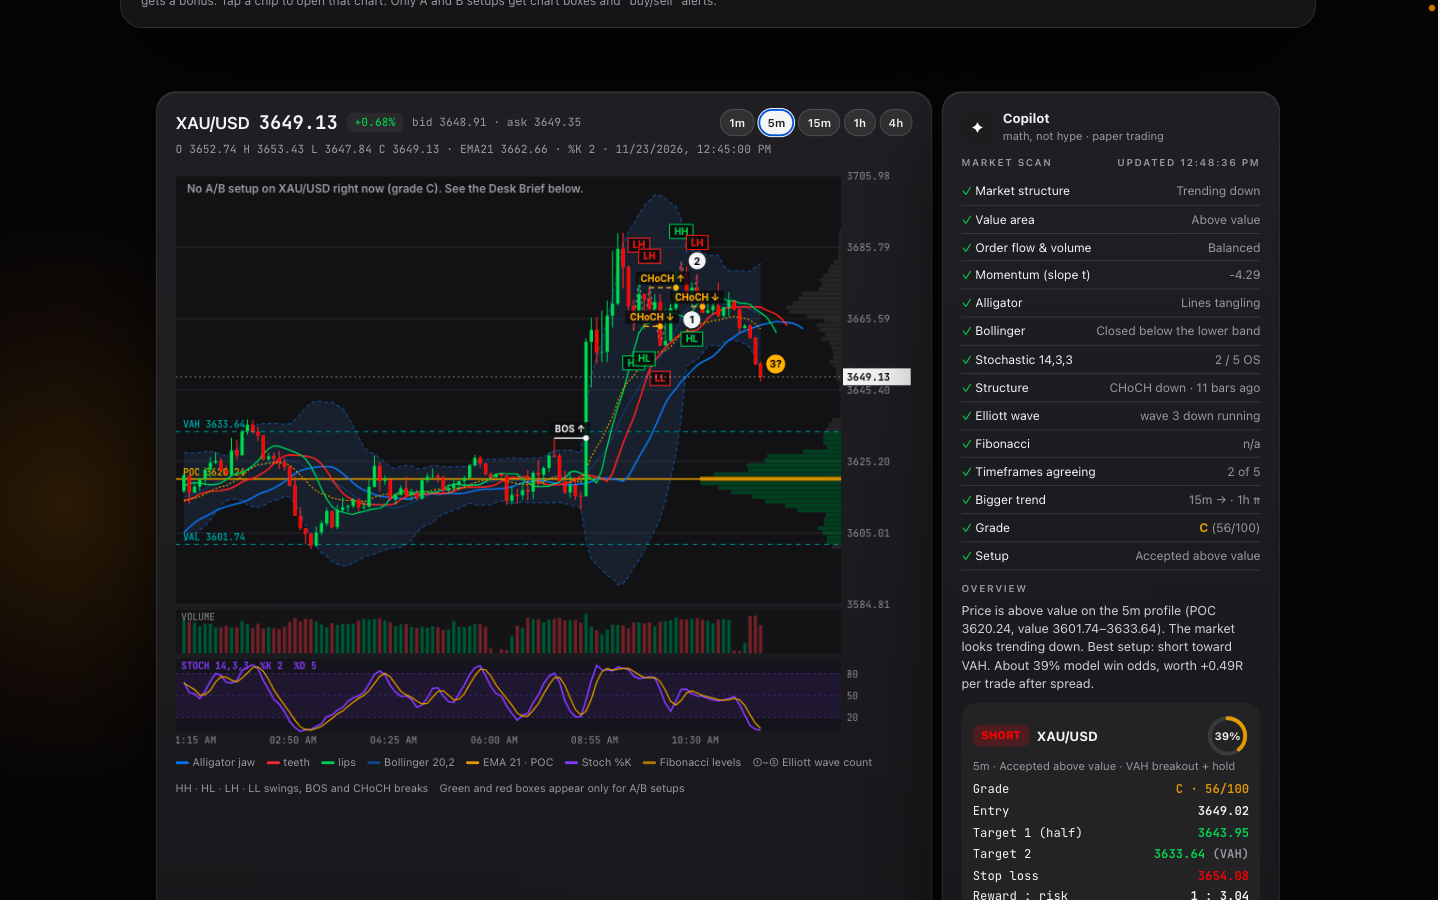 gets a bonus. Tap a chip to open that chart. Only A and B setups get chart boxes and "buy/sell" alerts.
XAU/USD 3649.13 +0.68% bid 3648.91 · ask 3649.35
1m 5m 15m 1h 4h
O 3652.74 H 3653.43 L 3647.84 C 3649.13 · EMA21 3662.66 · %K 2 · 11/23/2026, 12:45:00 PM
No A/B setup on XAU/USD right now (grade C). See the Desk Brief below.
3705.98
3685.79
3665.59
3649.13
3645.40
3625.20
3605.01
3584.81
HH
LH
LH
LH
2
CHoCH ↑
CHoCH ↓
CHoCH ↓
1
HL
HL
LL
3?
BOS ↑
VAH 3633.64
POC 3620.24
VAL 3601.74
VOLUME
STOCH 14,3,3 %K 2 %D 5
80
50
20
1:15 AM 02:50 AM 04:25 AM 06:00 AM 08:55 AM 10:30 AM
Alligator jaw teeth lips Bollinger 20,2 EMA 21 · POC Stoch %K Fibonacci levels ①–⑤ Elliott wave count
HH · HL · LH · LL swings, BOS and CHoCH breaks Green and red boxes appear only for A/B setups
Copilot
math, not hype · paper trading
MARKET SCAN UPDATED 12:48:36 PM
✓ Market structure Trending down
✓ Value area Above value
✓ Order flow & volume Balanced
✓ Momentum (slope t) -4.29
✓ Alligator Lines tangling
✓ Bollinger Closed below the lower band
✓ Stochastic 14,3,3 2 / 5 OS
✓ Structure CHoCH down · 11 bars ago
✓ Elliott wave wave 3 down running
✓ Fibonacci n/a
✓ Timeframes agreeing 2 of 5
✓ Bigger trend 15m → · 1h ⇈
✓ Grade C (56/100)
✓ Setup Accepted above value
OVERVIEW
Price is above value on the 5m profile (POC
3620.24, value 3601.74–3633.64). The market
looks trending down. Best setup: short toward
VAH. About 39% model win odds, worth +0.49R
per trade after spread.
SHORT XAU/USD 39%
5m · Accepted above value · VAH breakout + hold
Grade C · 56/100
Entry 3649.02
Target 1 (half) 3643.95
Target 2 3633.64 (VAH)
Stop loss 3654.08
Reward : risk 1 : 3.04